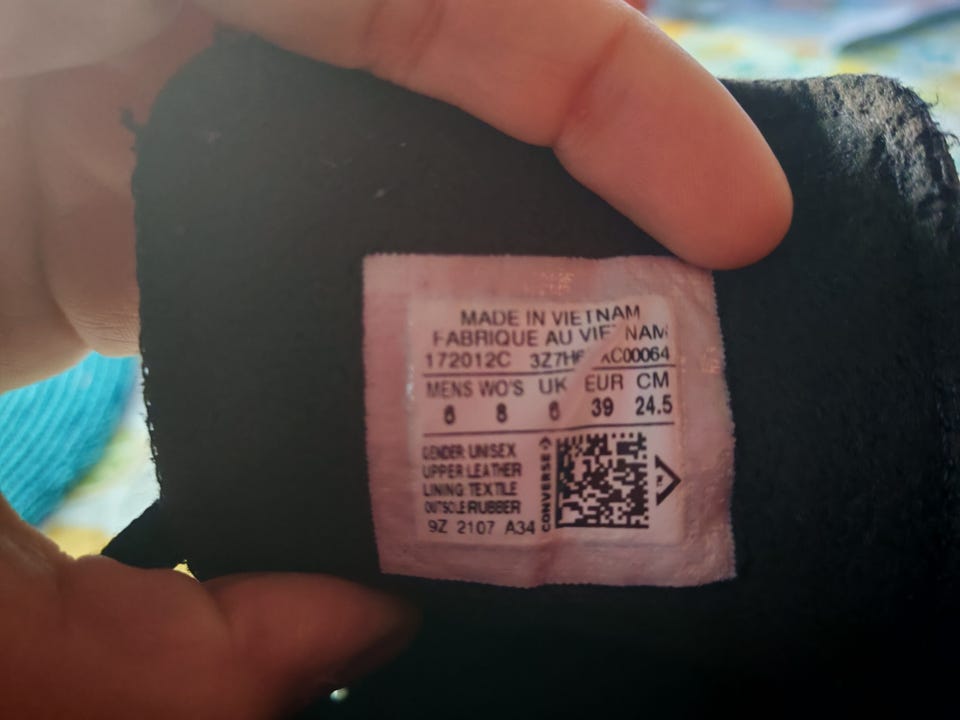 MADE IN VIETNAM
FABRIQUE AU VIETNAM
172012C
MENS WO'S UK EUR CM
6 8 6 39 24.5
GENDER: UNISEX
UPPER: LEATHER
LINING: TEXTILE
OUTSOLE: RUBBER
9Z 2107 A34
CONVERSE